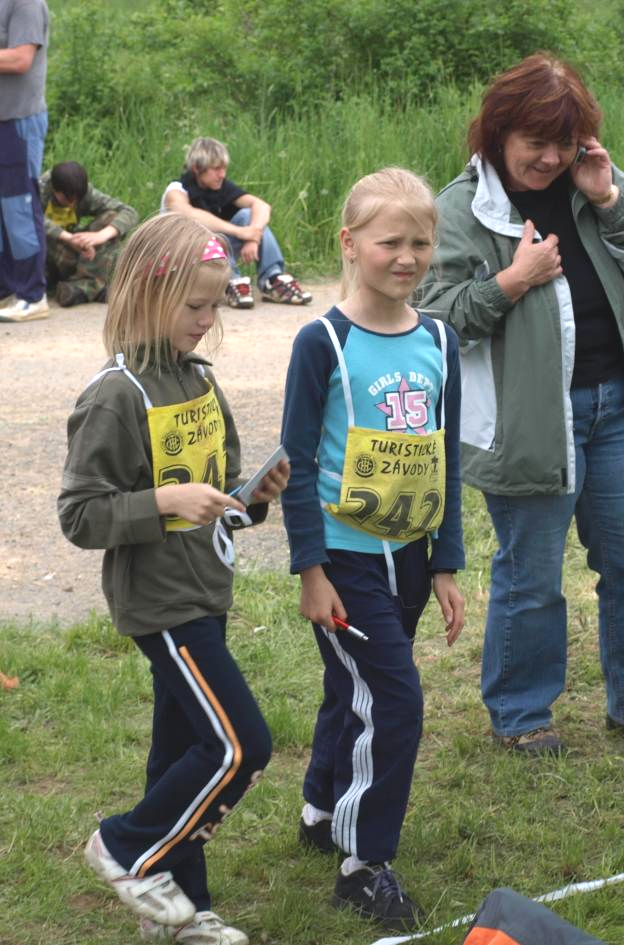 TURISTICKÉ
ZÁVODY
24
GIRLS DEPT
15
TURISTICKÉ
ZÁVODY
242